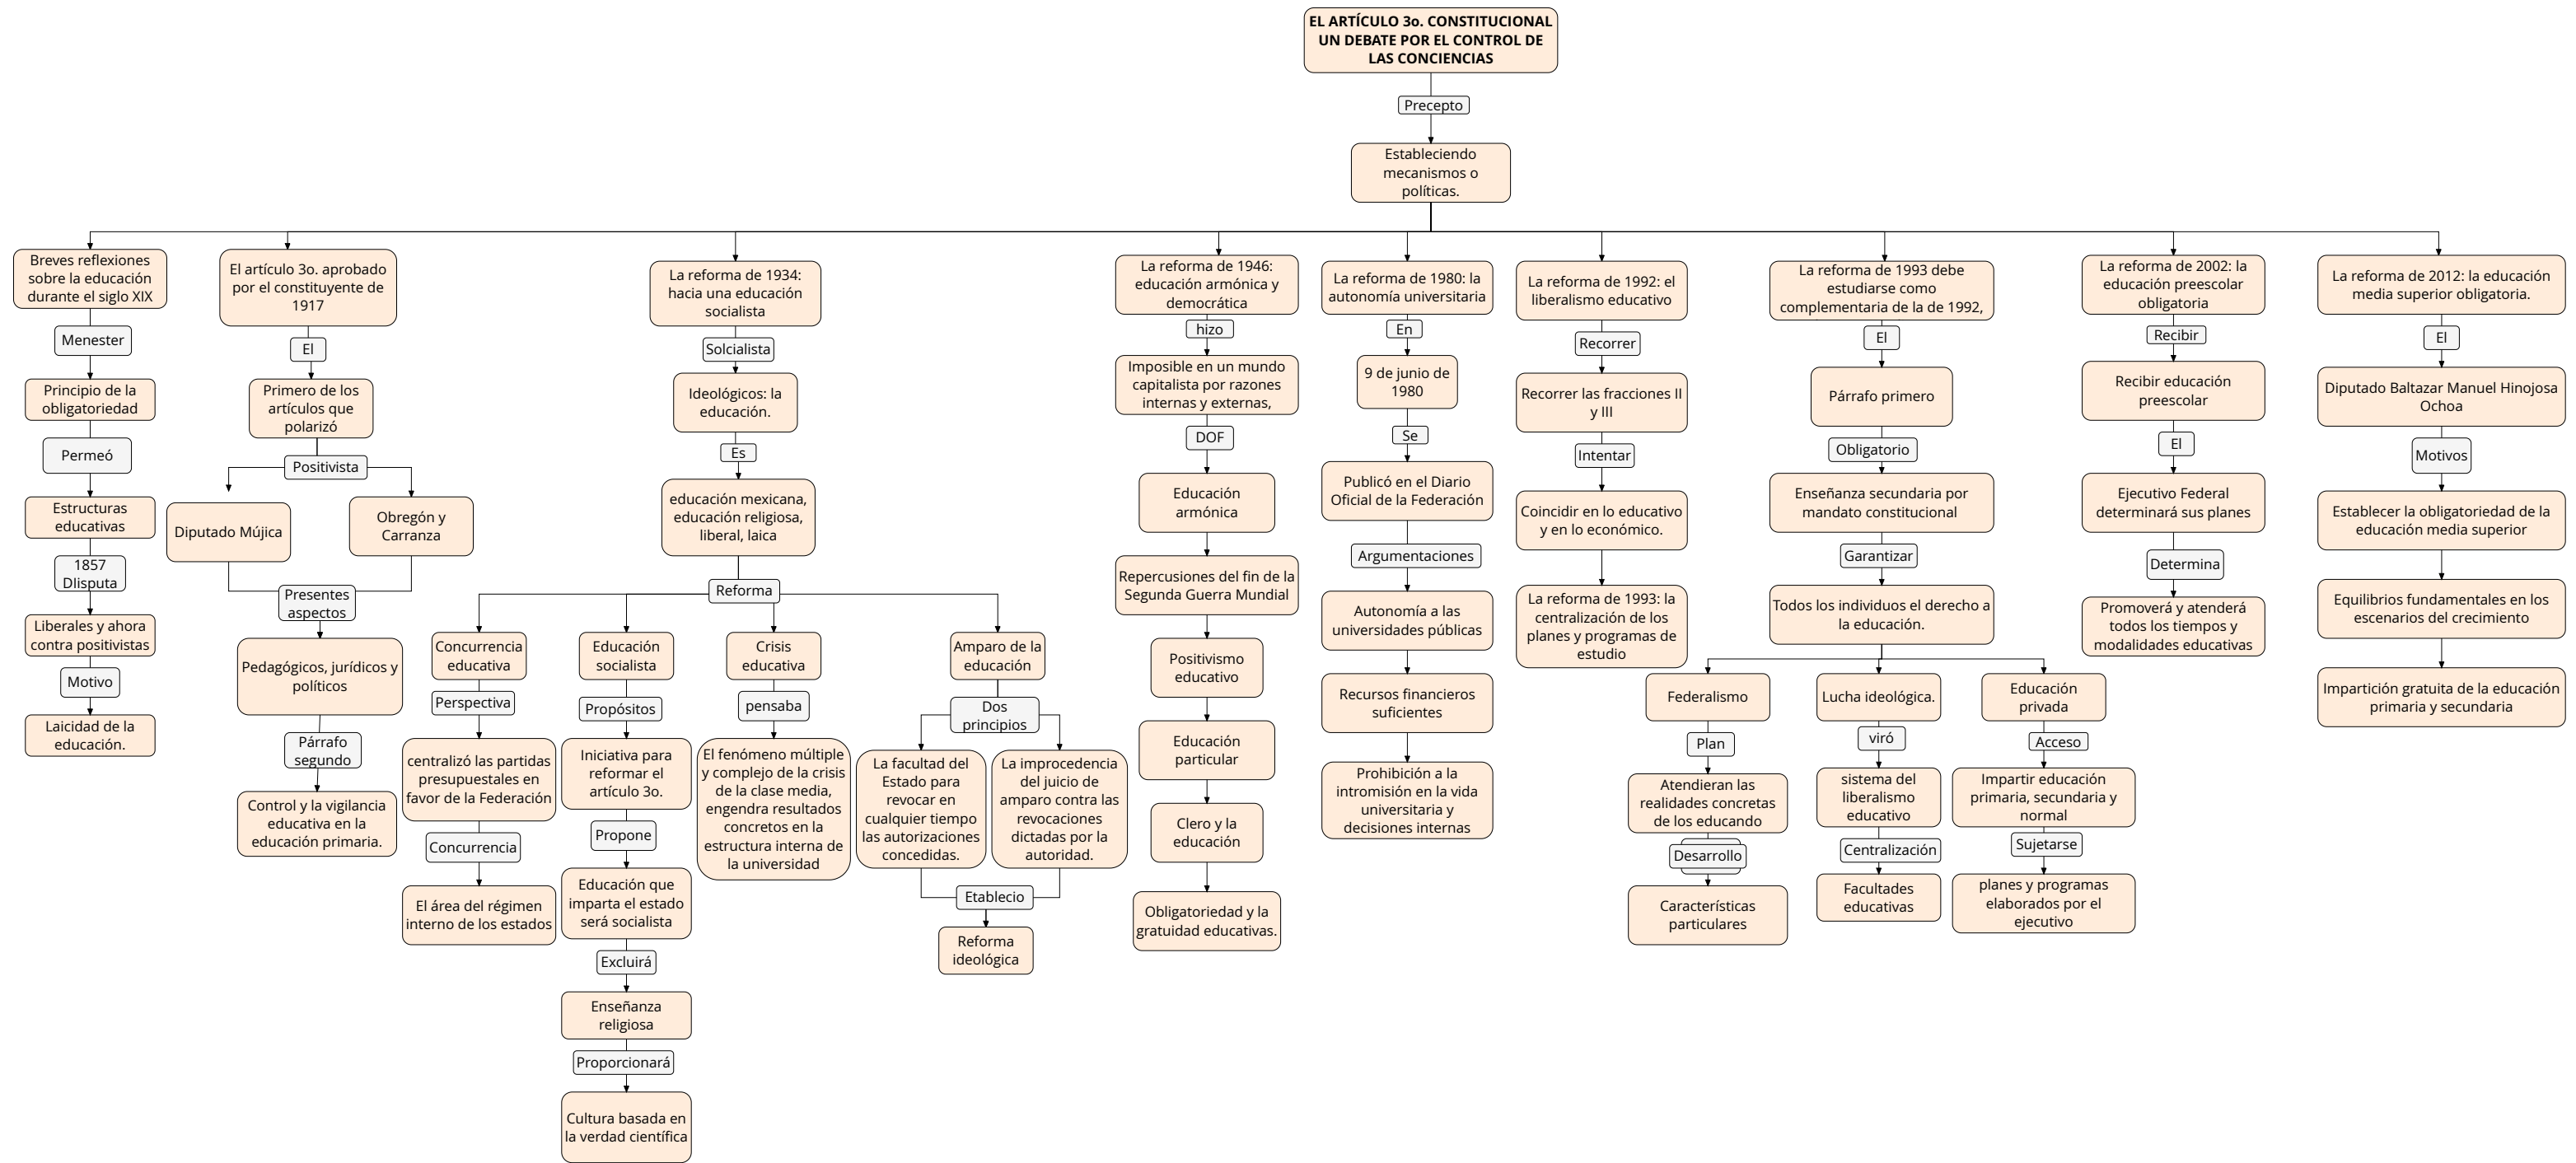 EL ARTÍCULO 3o. CONSTITUCIONAL
UN DEBATE POR EL CONTROL DE
LAS CONCIENCIAS
Precepto
Estableciendo
mecanismos o
políticas.
Breves reflexiones
sobre la educación
durante el siglo XIX
Menester
Principio de la
obligatoriedad
Permeó
Estructuras
educativas
1857
DIisputa
Liberales y ahora
contra positivistas
Motivo
Laicidad de la
educación.
El artículo 3o. aprobado
por el constituyente de
1917
El
Primero de los
artículos que
polarizó
Positivista
Diputado Mújica
Obregón y
Carranza
Presentes
aspectos
Pedagógicos, jurídicos y
políticos
Párrafo
segundo
Control y la vigilancia
educativa en la
educación primaria.
La reforma de 1934:
hacia una educación
socialista
Solcialista
Ideológicos: la
educación.
Es
educación mexicana,
educación religiosa,
liberal, laica
Reforma
Concurrencia
educativa
Perspectiva
centralizó las partidas
presupuestales en
favor de la Federación
Concurrencia
El área del régimen
interno de los estados
Educación
socialista
Propósitos
Iniciativa para
reformar el
artículo 3o.
Propone
Educación que
imparta el estado
será socialista
Excluirá
Enseñanza
religiosa
Proporcionará
Cultura basada en
la verdad científica
Crisis
educativa
pensaba
El fenómeno múltiple
y complejo de la crisis
de la clase media,
engendra resultados
concretos en la
estructura interna de
la universidad
Amparo de la
educación
Dos
principios
La facultad del
Estado para
revocar en
cualquier tiempo
las autorizaciones
concedidas.
La improcedencia
del juicio de
amparo contra las
revocaciones
dictadas por la
autoridad.
Etablecio
Reforma
ideológica
La reforma de 1946:
educación armónica y
democrática
hizo
Imposible en un mundo
capitalista por razones
internas y externas,
DOF
Educación
armónica
Repercusiones del fin de la
Segunda Guerra Mundial
Positivismo
educativo
Educación
particular
Clero y la
educación
Obligatoriedad y la
gratuidad educativas.
La reforma de 1980: la
autonomía universitaria
En
9 de junio de
1980
Se
Publicó en el Diario
Oficial de la Federación
Argumentaciones
Autonomía a las
universidades públicas
Recursos financieros
suficientes
Prohibición a la
intromisión en la vida
universitaria y
decisiones internas
La reforma de 1992: el
liberalismo educativo
Recorrer
Recorrer las fracciones II
y III
Intentar
Coincidir en lo educativo
y en lo económico.
La reforma de 1993: la
centralización de los
planes y programas de
estudio
La reforma de 1993 debe
estudiarse como
complementaria de la de 1992,
El
Párrafo primero
Obligatorio
Enseñanza secundaria por
mandato constitucional
Garantizar
Todos los individuos el derecho a
la educación.
Federalismo
Plan
Atendieran las
realidades concretas
de los educando
Desarrollo
Características
particulares
Lucha ideológica.
viró
sistema del
liberalismo
educativo
Centralización
Facultades
educativas
Educación
privada
Acceso
Impartir educación
primaria, secundaria y
normal
Sujetarse
planes y programas
elaborados por el
ejecutivo
La reforma de 2002: la
educación preescolar
obligatoria
Recibir
Recibir educación
preescolar
El
Ejecutivo Federal
determinará sus planes
Determina
Promoverá y atenderá
todos los tiempos y
modalidades educativas
La reforma de 2012: la educación
media superior obligatoria.
El
Diputado Baltazar Manuel Hinojosa
Ochoa
Motivos
Establecer la obligatoriedad de la
educación media superior
Equilibrios fundamentales en los
escenarios del crecimiento
Impartición gratuita de la educación
primaria y secundaria